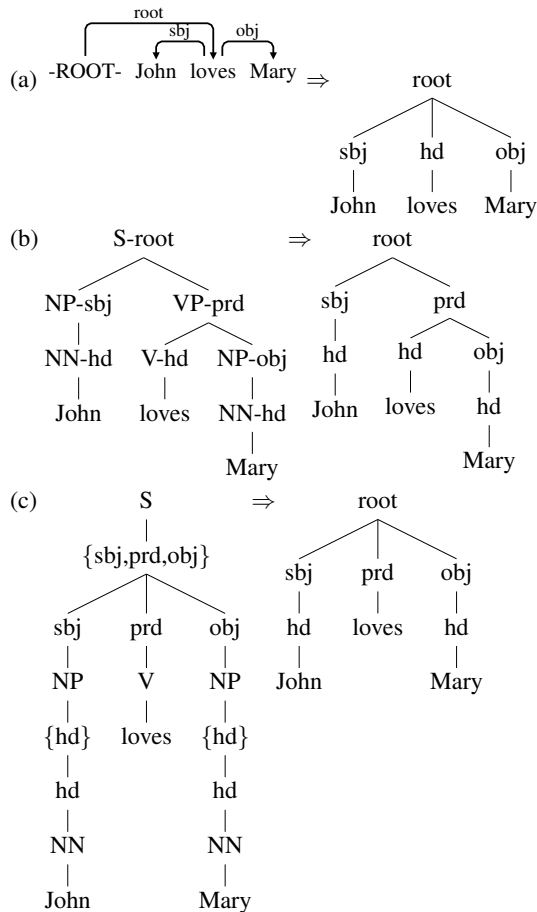 root
sbj obj
(a) -ROOT- John loves Mary ⇒ root
sbj hd obj
John loves Mary
(b) S-root ⇒ root
NP-sbj VP-prd sbj prd
NN-hd V-hd NP-obj hd hd obj
John loves NN-hd John loves hd
Mary Mary
(c) S ⇒ root
{sbj,prd,obj} sbj prd obj
sbj prd obj hd loves hd
NP V NP John Mary
{hd} loves {hd}
hd hd
NN NN
John Mary